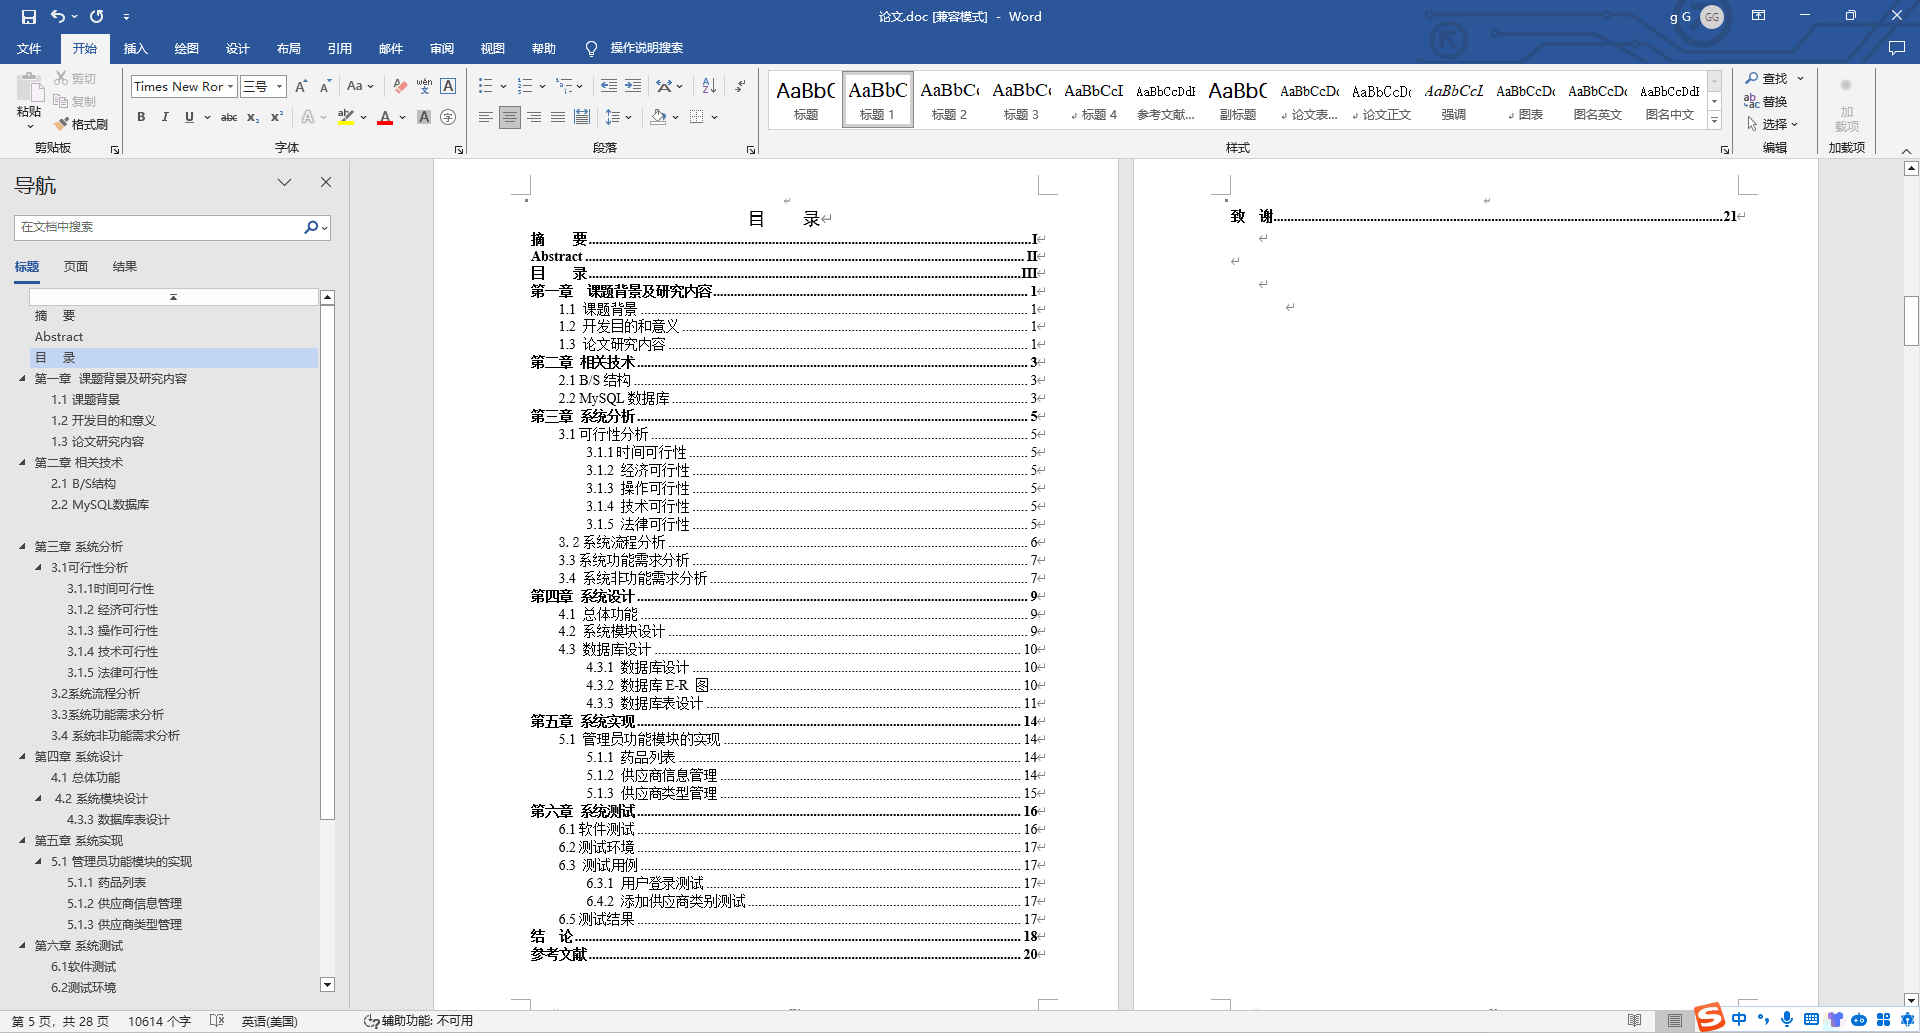 论文.doc [兼容模式] - Word
g G
GG
文件 开始 插入 绘图 设计 布局 引用 邮件 审阅 视图 帮助 操作说明搜索
粘贴
剪切
复制
格式刷
剪贴板
Times New Ror
三号
字体
段落
AaBbC 标题
AaBbC 标题 1
AaBbC 标题 2
AaBbC 标题 3
AaBbCcI 标题 4
AaBbCcDdI 参考文献...
AaBbC 副标题
AaBbCcDc 论文表...
AaBbCcDc 论文正文
AaBbCcL 强调
AaBbCcDc 图表
AaBbCcDc 图名英文
AaBbCcDdI 图名中文
样式
查找
替换
选择
编辑
加载项
加载项
导航
在文档中搜索
标题 页面 结果
摘 要
Abstract
目 录
第一章 课题背景及研究内容
1.1 课题背景
1.2 开发目的和意义
1.3 论文研究内容
第二章 相关技术
2.1 B/S结构
2.2 MySQL数据库
第三章 系统分析
3.1可行性分析
3.1.1时间可行性
3.1.2 经济可行性
3.1.3 操作可行性
3.1.4 技术可行性
3.1.5 法律可行性
3.2系统流程分析
3.3系统功能需求分析
3.4 系统非功能需求分析
第四章 系统设计
4.1 总体功能
4.2 系统模块设计
4.3.3 数据库表设计
第五章 系统实现
5.1 管理员功能模块的实现
5.1.1 药品列表
5.1.2 供应商信息管理
5.1.3 供应商类型管理
第六章 系统测试
6.1软件测试
6.2测试环境
目 录
摘 要 I
Abstract II
目 录 III
第一章 课题背景及研究内容 1
1.1 课题背景 1
1.2 开发目的和意义 1
1.3 论文研究内容 1
第二章 相关技术 3
2.1 B/S 结构 3
2.2 MySQL 数据库 3
第三章 系统分析 5
3.1 可行性分析 5
3.1.1 时间可行性 5
3.1.2 经济可行性 5
3.1.3 操作可行性 5
3.1.4 技术可行性 5
3.1.5 法律可行性 5
3. 2 系统流程分析 6
3.3 系统功能需求分析 7
3.4 系统非功能需求分析 7
第四章 系统设计 9
4.1 总体功能 9
4.2 系统模块设计 9
4.3 数据库设计 10
4.3.1 数据库设计 10
4.3.2 数据库 E-R 图 10
4.3.3 数据库表设计 11
第五章 系统实现 14
5.1 管理员功能模块的实现 14
5.1.1 药品列表 14
5.1.2 供应商信息管理 14
5.1.3 供应商类型管理 15
第六章 系统测试 16
6.1 软件测试 16
6.2 测试环境 17
6.3 测试用例 17
6.3.1 用户登录测试 17
6.4.2 添加供应商类别测试 17
6.5 测试结果 17
结 论 18
参考文献 20
致 谢 21
第 5 页，共 28 页 10614 个字 英语(美国) 辅助功能: 不可用
中